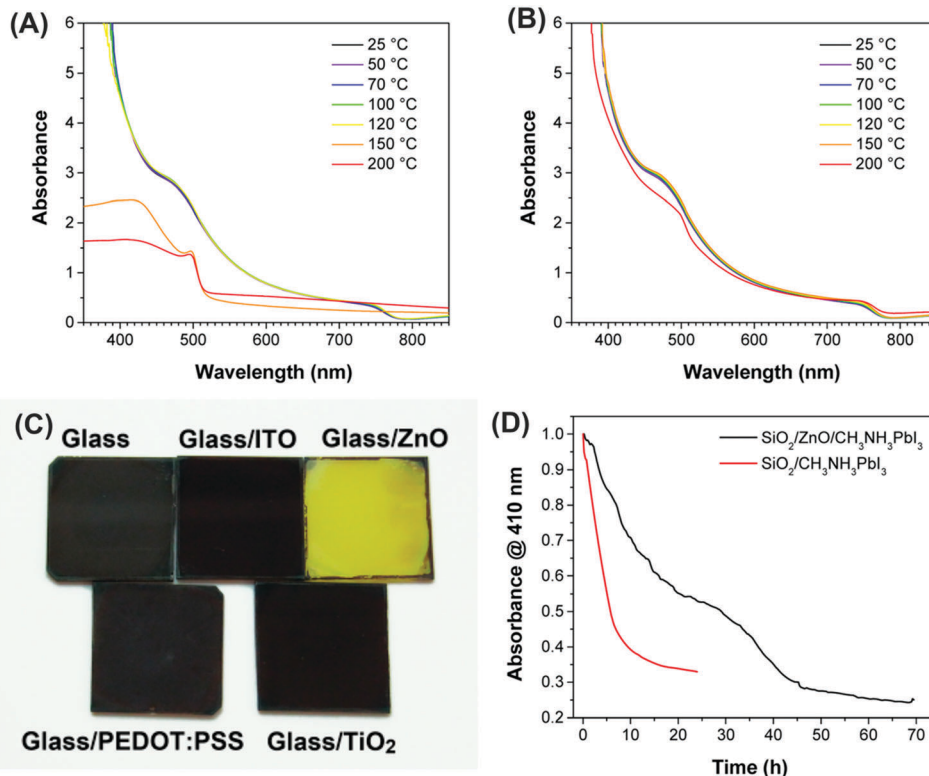 (A)
6
5
4
3
2
1
0
Absorbance
25 °C
50 °C
70 °C
100 °C
120 °C
150 °C
200 °C
400 500 600 700 800
Wavelength (nm)
(B)
6
5
4
3
2
1
0
Absorbance
25 °C
50 °C
70 °C
100 °C
120 °C
150 °C
200 °C
400 500 600 700 800
Wavelength (nm)
(C)
Glass Glass/ITO Glass/ZnO
Glass/PEDOT:PSS Glass/TiO₂
(D)
1.0
0.9
0.8
0.7
0.6
0.5
0.4
0.3
0.2
Absorbance @ 410 nm
SiO₂/ZnO/CH₃NH₃PbI₃
SiO₂/CH₃NH₃PbI₃
0 10 20 30 40 50 60 70
Time (h)